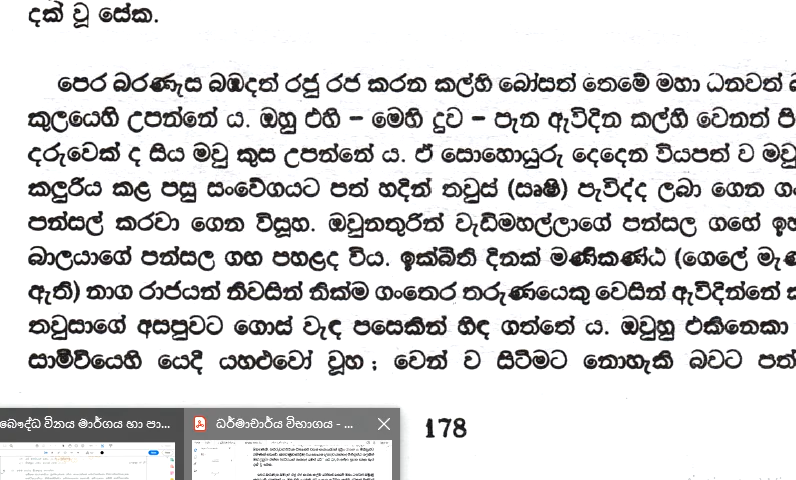 දක් වූ සේක.
පෙර බරණැස බඹදත් රජු රජ කරන කල්හි බෝසත් තෙමේ මහා ධනවත්
කුලයෙහි උපන්නේ ය. ඔහු එහි – මෙහි දුව – පැන ඇවිදින කල්හි වෙනත් පි
දරුවෙක් ද සිය මවු කුස උපන්නේ ය. ඒ සොහොයුරු දෙදෙන වියපත් ව මවු
කලුරිය කළ පසු සංවේගයට පත් හදින් තවුස් (ඍෂි) පැවිද්ද ලබා ගෙන ගං
පන්සල් කරවා ගෙන විසූහ. ඔවුනතුරින් වැඩිමහල්ලාගේ පන්සල ගඟේ ඉහ
බාලයාගේ පන්සල ගඟ පහළද විය. ඉක්බිති දිනක් මණිකණ්ඨ (ගෙලේ මැණ
ඇති) නාග රාජයන් නිවසින් නික්ම ගංතෙර තරුණයෙකු වෙසින් ඇවිදින්නේ ක
තවුසාගේ අසපුවට ගොස් වැඳ පසෙකින් හිඳ ගත්තේ ය. ඔවුහු එකිනෙකා
සාමීචියෙහි යෙදී යහළුවෝ වූහ ; වෙන් ව සිටීමට නොහැකි බවට පත්
178
බෞද්ධ විනය මාර්ගය හා පා...
ධර්මාචාර්ය විභාගය - ...